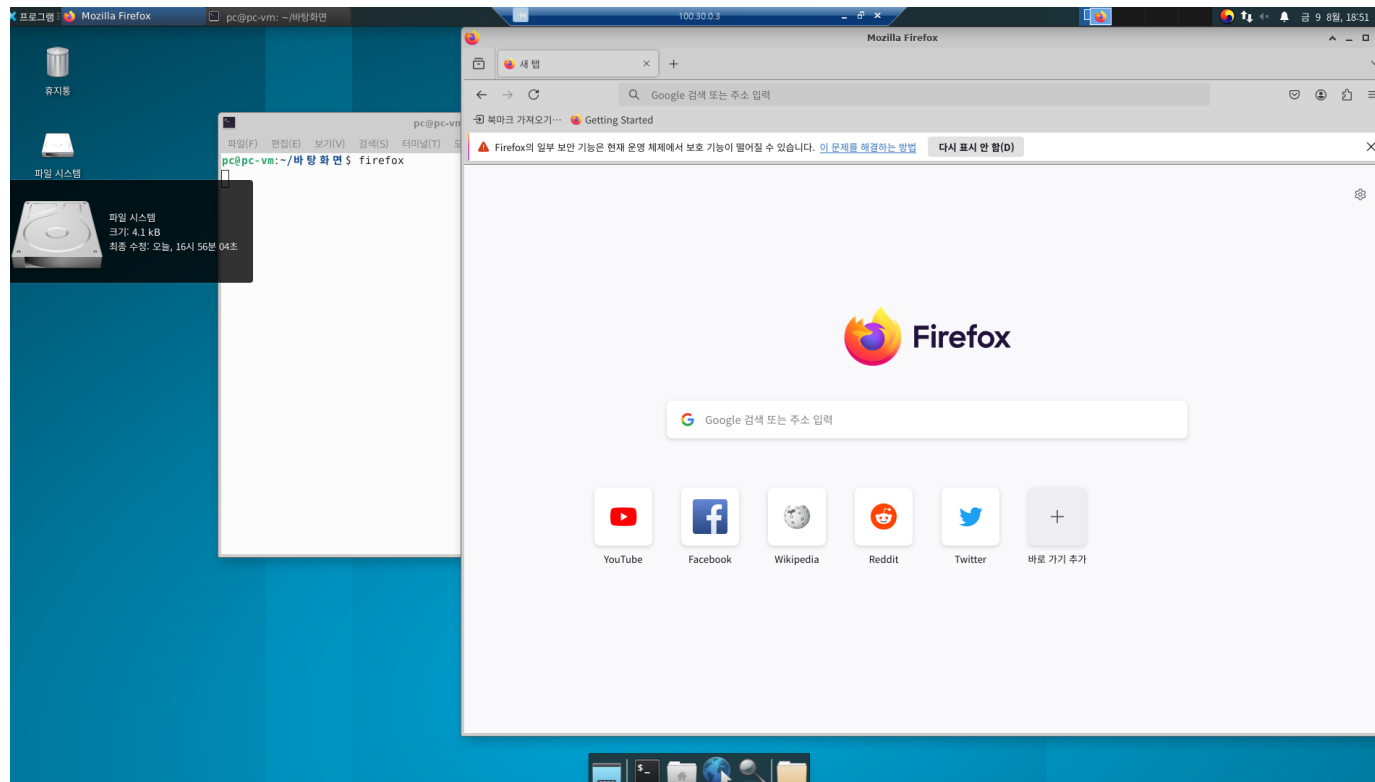 프로그램
Mozilla Firefox
pc@pc-vm: ~/바탕화면
100.30.0.3
금 9 8월, 18:51
휴지통
파일 시스템
파일 시스템
크기: 4.1 kB
최종 수정: 오늘, 16시 56분 04초
pc@pc-vm
파일(F) 편집(E) 보기(V) 검색(S) 터미널(T)
pc@pc-vm:~/바탕화면$ firefox
Mozilla Firefox
새 탭
Google 검색 또는 주소 입력
북마크 가져오기… Getting Started
Firefox의 일부 보안 기능은 현재 운영 체제에서 보호 기능이 떨어질 수 있습니다. 이 문제를 해결하는 방법 다시 표시 안 함(D)
Firefox
Google 검색 또는 주소 입력
YouTube Facebook Wikipedia Reddit Twitter 바로 가기 추가